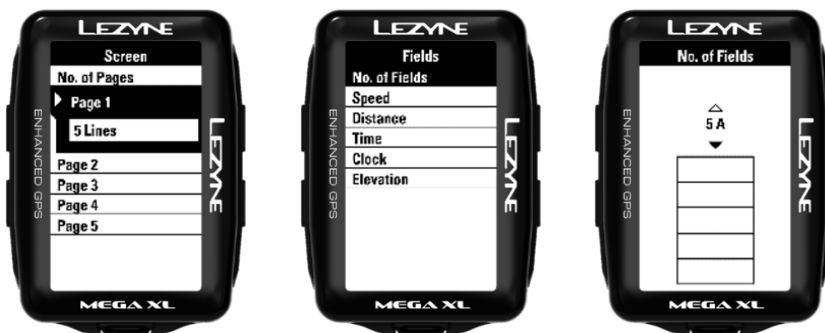 LEZYNE
Screen
No. of Pages
Page 1
5 Lines
Page 2
Page 3
Page 4
Page 5
ENHANCED GPS
LEZYNE
MEGA XL
LEZYNE
Fields
No. of Fields
Speed
Distance
Time
Clock
Elevation
ENHANCED GPS
LEZYNE
MEGA XL
LEZYNE
No. of Fields
5 A
ENHANCED GPS
LEZYNE
MEGA XL